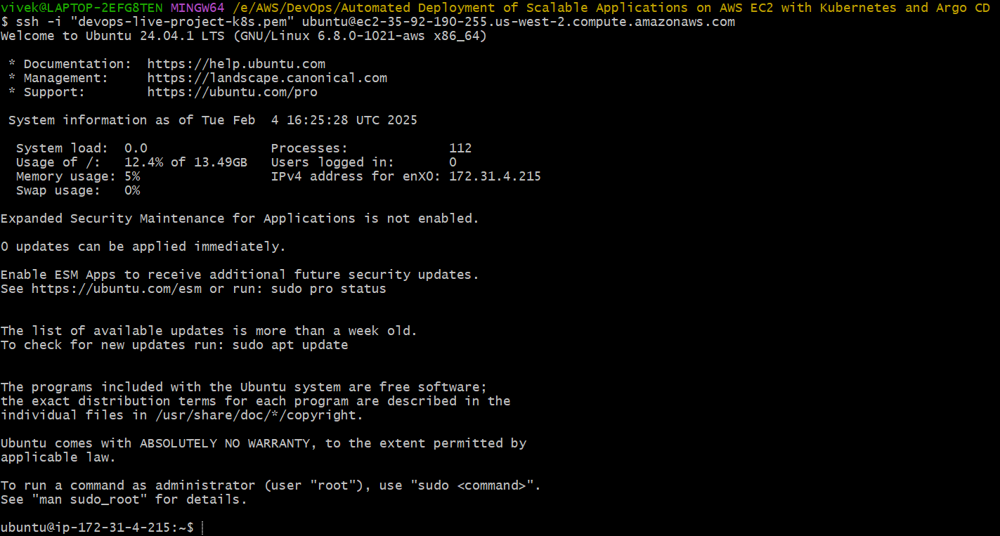 vivek@LAPTOP-2EFG8TEN MINGW64 /e/AWS/DevOps/Automated Deployment of Scalable Applications on AWS EC2 with Kubernetes and Argo CD
$ ssh -i "devops-live-project-k8s.pem" ubuntu@ec2-35-92-190-255.us-west-2.compute.amazonaws.com
Welcome to Ubuntu 24.04.1 LTS (GNU/Linux 6.8.0-1021-aws x86_64)
* Documentation:  https://help.ubuntu.com
* Management:     https://landscape.canonical.com
* Support:        https://ubuntu.com/pro
System information as of Tue Feb  4 16:25:28 UTC 2025
System load:  0.0                Processes:             112
Usage of /:   12.4% of 13.49GB   Users logged in:       0
Memory usage: 5%                 IPv4 address for enX0: 172.31.4.215
Swap usage:   0%
Expanded Security Maintenance for Applications is not enabled.
0 updates can be applied immediately.
Enable ESM Apps to receive additional future security updates.
See https://ubuntu.com/esm or run: sudo pro status
The list of available updates is more than a week old.
To check for new updates run: sudo apt update
The programs included with the Ubuntu system are free software;
the exact distribution terms for each program are described in the
individual files in /usr/share/doc/*/copyright.
Ubuntu comes with ABSOLUTELY NO WARRANTY, to the extent permitted by
applicable law.
To run a command as administrator (user "root"), use "sudo <command>".
See "man sudo_root" for details.
ubuntu@ip-172-31-4-215:~$